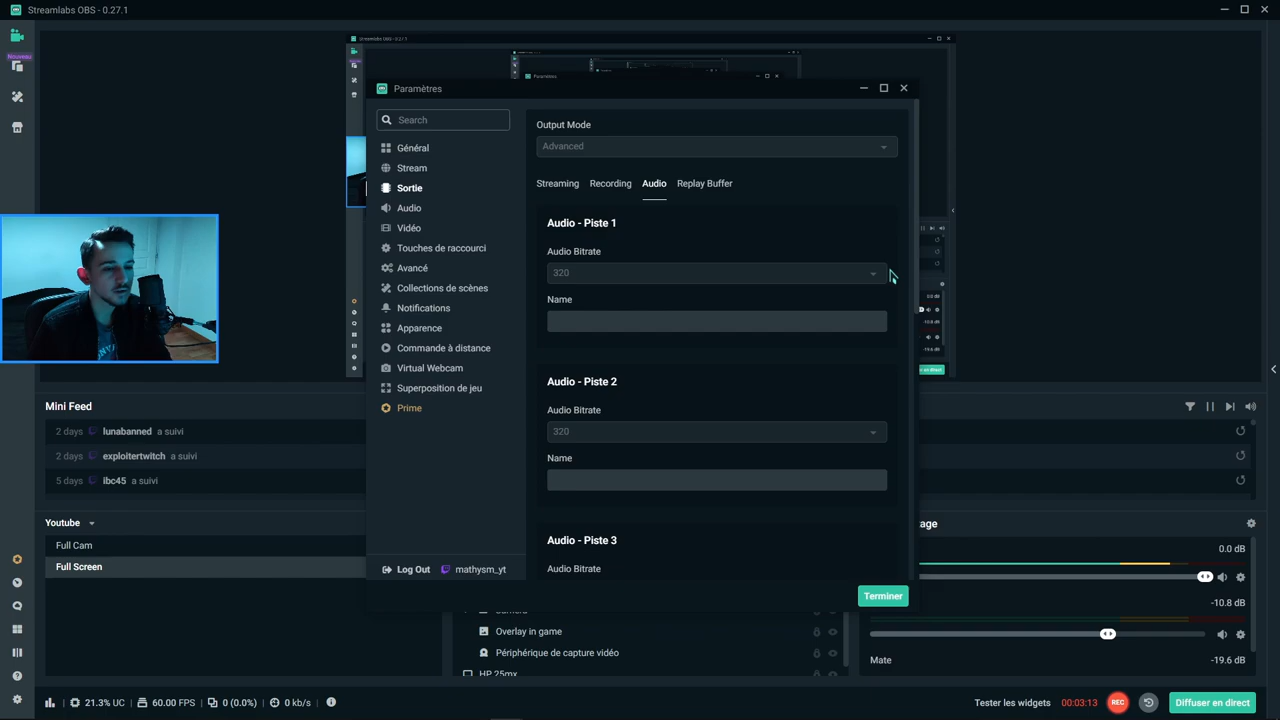 Streamlabs OBS - 0.27.1
Nouveau
Paramètres
Search
Général
Stream
Sortie
Audio
Vidéo
Touches de raccourci
Avancé
Collections de scènes
Notifications
Apparence
Commande à distance
Virtual Webcam
Superposition de jeu
Prime
Log Out
mathysm_yt
Output Mode
Advanced
Streaming Recording Audio Replay Buffer
Audio - Piste 1
Audio Bitrate
320
Name
Audio - Piste 2
Audio Bitrate
320
Name
Audio - Piste 3
Audio Bitrate
Terminer
Mini Feed
2 days lunabanned a suivi
2 days exploitertwitch a suivi
5 days ibc45 a suivi
Youtube
Full Cam
Full Screen
Overlay in game
Périphérique de capture vidéo
HP 25mx
age
0.0 dB
-10.8 dB
Mate
-19.6 dB
21.3% UC
60.00 FPS
0 (0.0%)
0 kb/s
Tester les widgets
00:03:13
REC
Diffuser en direct